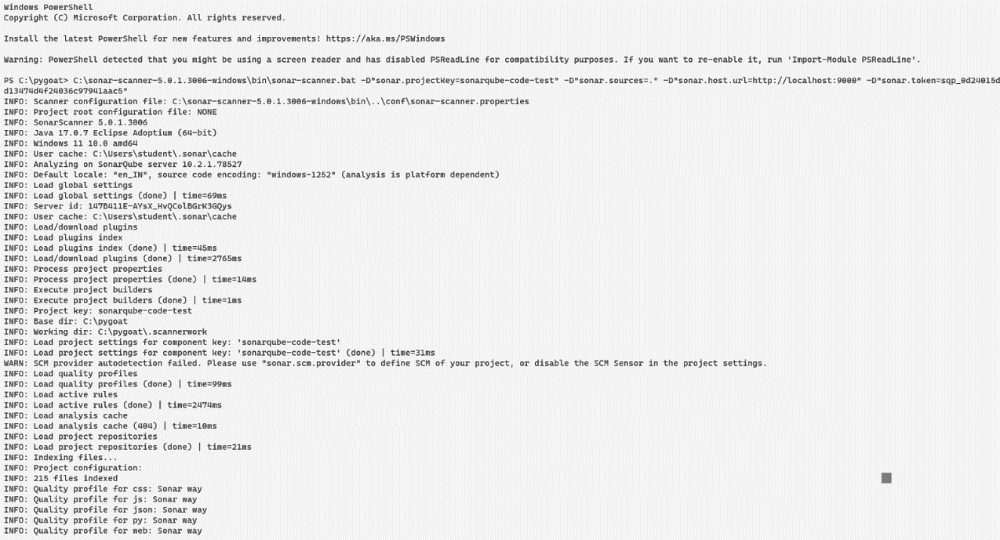 Windows PowerShell
Copyright (C) Microsoft Corporation. All rights reserved.
Install the latest PowerShell for new features and improvements! https://aka.ms/PSWindows
Warning: PowerShell detected that you might be using a screen reader and has disabled PSReadLine for compatibility purposes. If you want to re-enable it, run 'Import-Module PSReadLine'.
PS C:\pygoat> C:\sonar-scanner-5.0.1.3006-windows\bin\sonar-scanner.bat -D"sonar.projectKey=sonarqube-code-test" -D"sonar.sources=." -D"sonar.host.url=http://localhost:9000" -D"sonar.token=sqp_0d24015d
d13474d4f24036c97941aac5"
INFO: Scanner configuration file: C:\sonar-scanner-5.0.1.3006-windows\bin\..\conf\sonar-scanner.properties
INFO: Project root configuration file: NONE
INFO: SonarScanner 5.0.1.3006
INFO: Java 17.0.7 Eclipse Adoptium (64-bit)
INFO: Windows 11 10.0 amd64
INFO: User cache: C:\Users\student\.sonar\cache
INFO: Analyzing on SonarQube server 10.2.1.78527
INFO: Default locale: "en_IN", source code encoding: "windows-1252" (analysis is platform dependent)
INFO: Load global settings
INFO: Load global settings (done) | time=69ms
INFO: Server id: 147B411E-AYsX_HvQColBGrK3GQys
INFO: User cache: C:\Users\student\.sonar\cache
INFO: Load/download plugins
INFO: Load plugins index
INFO: Load plugins index (done) | time=45ms
INFO: Load/download plugins (done) | time=2765ms
INFO: Process project properties
INFO: Process project properties (done) | time=14ms
INFO: Execute project builders
INFO: Execute project builders (done) | time=1ms
INFO: Project key: sonarqube-code-test
INFO: Base dir: C:\pygoat
INFO: Working dir: C:\pygoat\.scannerwork
INFO: Load project settings for component key: 'sonarqube-code-test'
INFO: Load project settings for component key: 'sonarqube-code-test' (done) | time=31ms
WARN: SCM provider autodetection failed. Please use "sonar.scm.provider" to define SCM of your project, or disable the SCM Sensor in the project settings.
INFO: Load quality profiles
INFO: Load quality profiles (done) | time=99ms
INFO: Load active rules
INFO: Load active rules (done) | time=2474ms
INFO: Load analysis cache
INFO: Load analysis cache (404) | time=10ms
INFO: Load project repositories
INFO: Load project repositories (done) | time=21ms
INFO: Indexing files...
INFO: Project configuration:
INFO: 215 files indexed
INFO: Quality profile for css: Sonar way
INFO: Quality profile for js: Sonar way
INFO: Quality profile for json: Sonar way
INFO: Quality profile for py: Sonar way
INFO: Quality profile for web: Sonar way